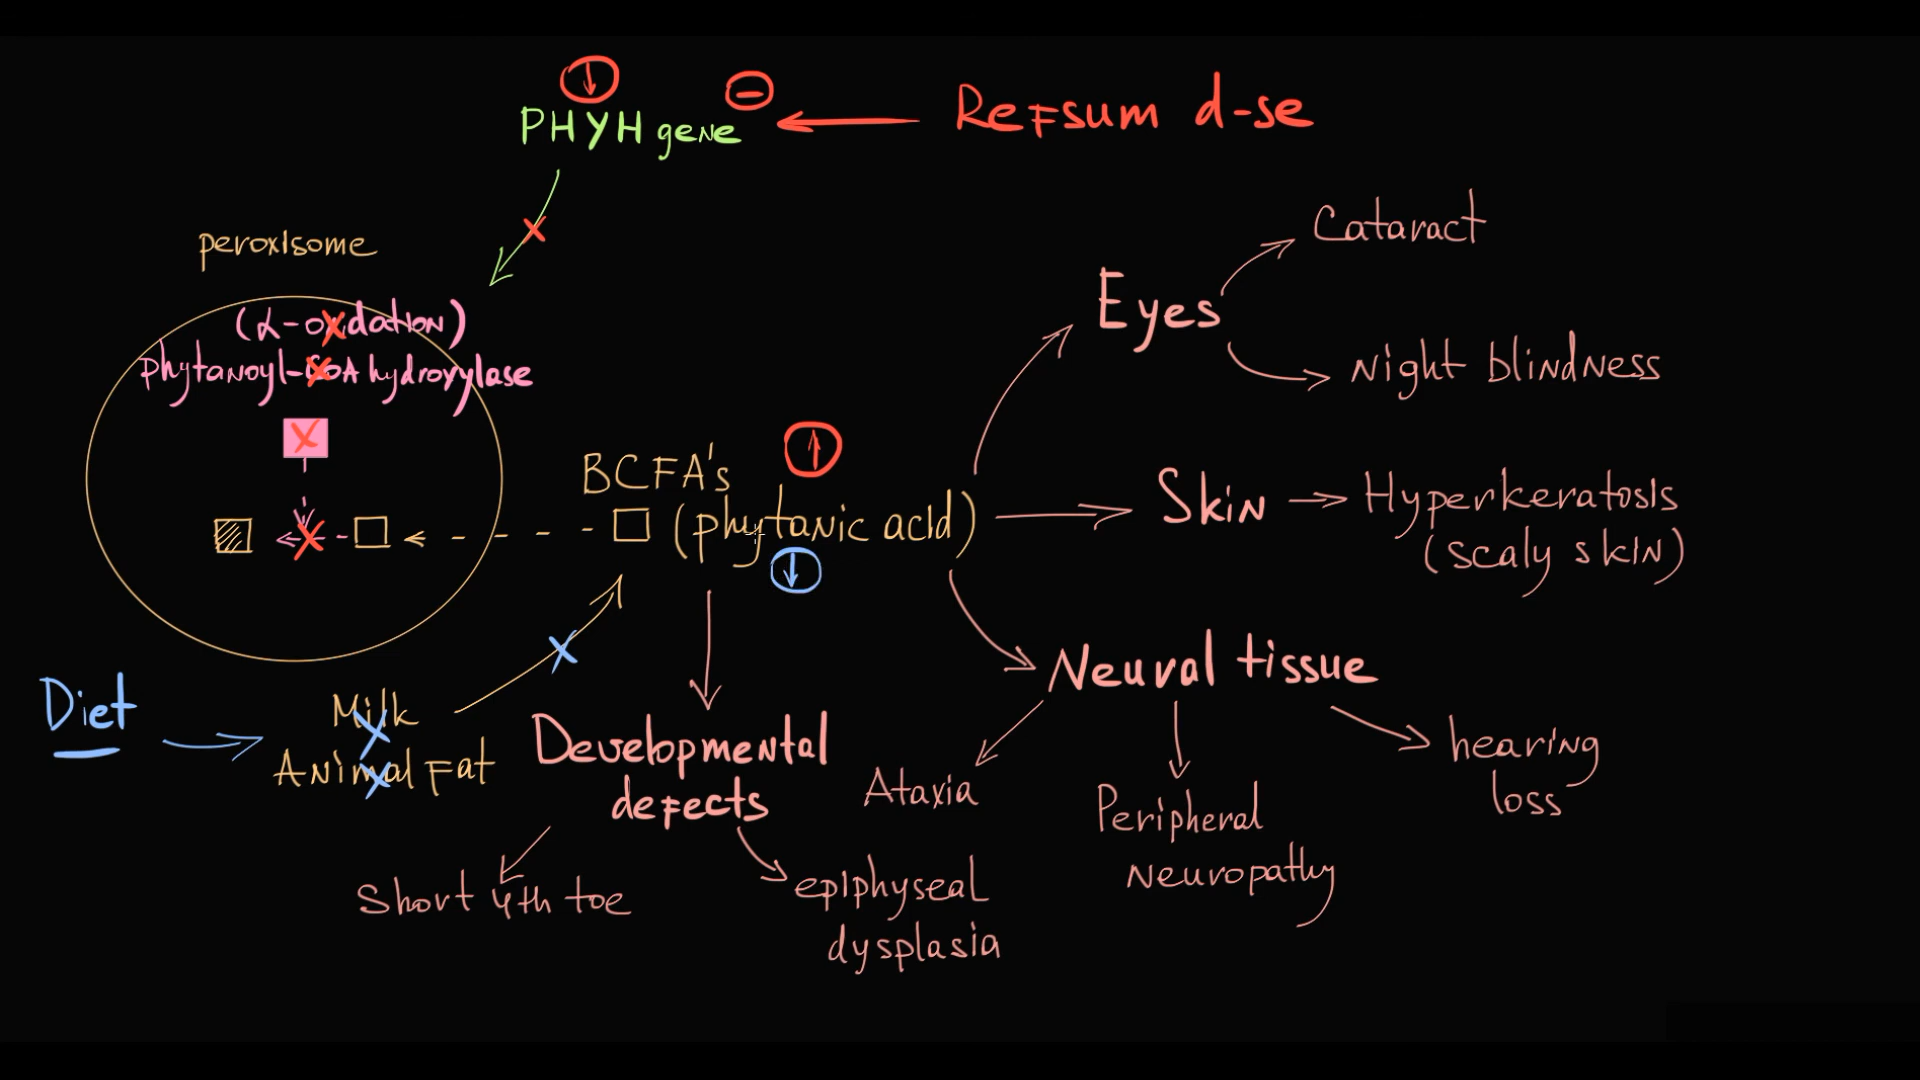 PHYH gene
Refsum d-se
peroxisome
(α-oxidation)
phytanoyl-CoA hydroxylase
BCFA's
(phytanic acid)
Eyes
Cataract
Night blindness
Skin
Hyperkeratosis
(scaly skin)
Neural tissue
Ataxia
Peripheral
neuropathy
hearing
loss
Diet
Milk
Animal fat
Developmental
defects
Short 4th toe
epiphyseal
dysplasia